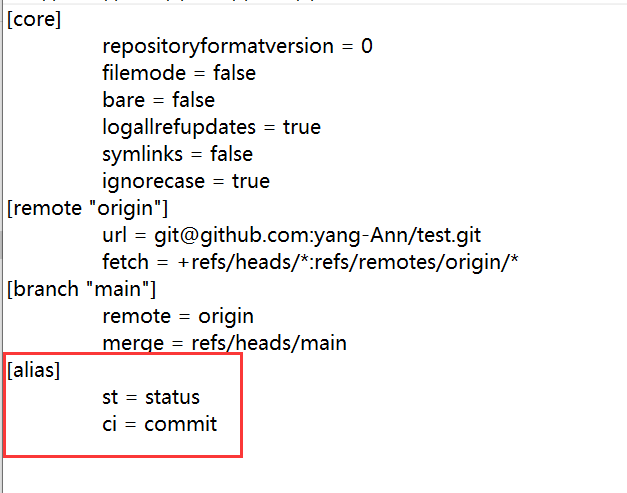 [core]
repositoryformatversion = 0
filemode = false
bare = false
logallrefupdates = true
symlinks = false
ignorecase = true
[remote "origin"]
url = git@github.com:yang-Ann/test.git
fetch = +refs/heads/*:refs/remotes/origin/*
[branch "main"]
remote = origin
merge = refs/heads/main
[alias]
st = status
ci = commit